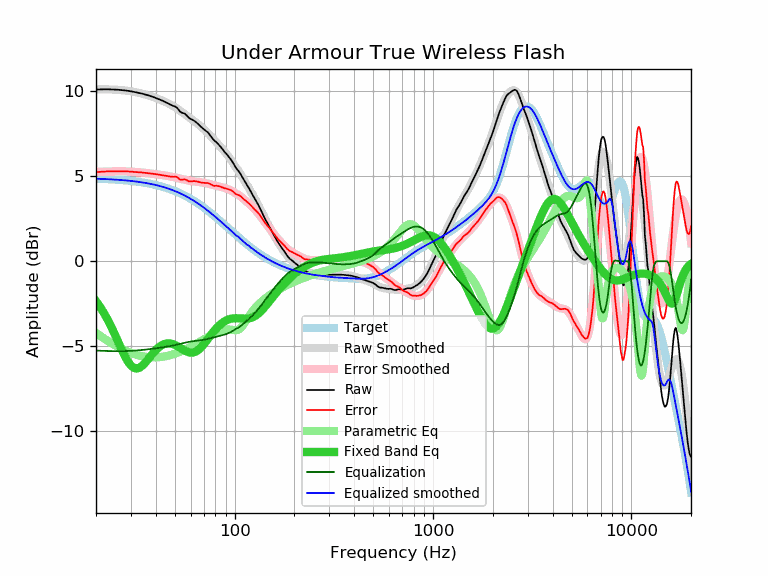 Under Armour True Wireless Flash
Amplitude (dBr)
10
5
0
−5
−10
Target
Raw Smoothed
Error Smoothed
Raw
Error
Parametric Eq
Fixed Band Eq
Equalization
Equalized smoothed
100 1000 10000
Frequency (Hz)